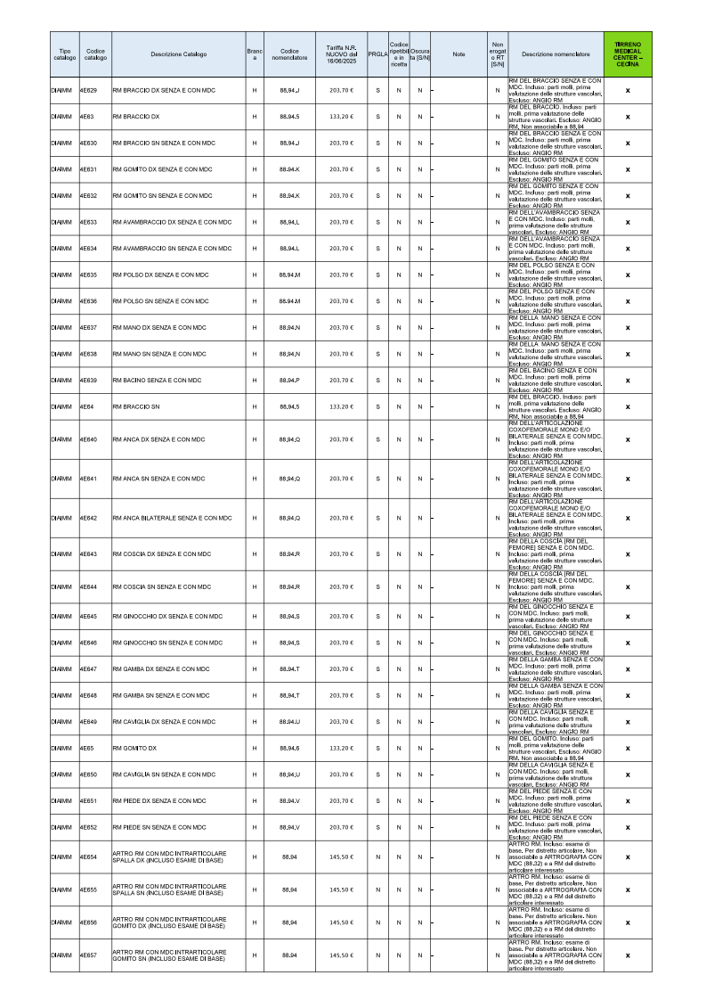 Tipo catalogo | Codice catalogo | Descrizione Catalogo | Branca | Codice nomenclatore | Tariffa N.R. NUOVO dal 16/06/2025 | PRGLA | Codice ripetibile in ricetta | Oscurata [S/N] | Note | Non erogato RT [S/N] | Descrizione nomenclatore | TIRRENO MEDICAL CENTER – CECINA
DIAIMM 4E629 RM BRACCIO DX SENZA E CON MDC H 88.94.J 203,70 € S N N – N RM DEL BRACCIO SENZA E CON MDC. Incluso: parti molli, prima valutazione delle strutture vascolari. Escluso: ANGIO RM x
DIAIMM 4E63 RM BRACCIO DX H 88.94.5 133,20 € S N N – N RM DEL BRACCIO. Incluso: parti molli, prima valutazione delle strutture vascolari. Escluso: ANGIO RM. Non associabile a 88.94 x
DIAIMM 4E630 RM BRACCIO SN SENZA E CON MDC H 88.94.J 203,70 € S N N – N RM DEL BRACCIO SENZA E CON MDC. Incluso: parti molli, prima valutazione delle strutture vascolari. Escluso: ANGIO RM x
DIAIMM 4E631 RM GOMITO DX SENZA E CON MDC H 88.94.K 203,70 € S N N – N RM DEL GOMITO SENZA E CON MDC. Incluso: parti molli, prima valutazione delle strutture vascolari. Escluso: ANGIO RM x
DIAIMM 4E632 RM GOMITO SN SENZA E CON MDC H 88.94.K 203,70 € S N N – N RM DEL GOMITO SENZA E CON MDC. Incluso: parti molli, prima valutazione delle strutture vascolari. Escluso: ANGIO RM x
DIAIMM 4E633 RM AVAMBRACCIO DX SENZA E CON MDC H 88.94.L 203,70 € S N N – N RM DELL'AVAMBRACCIO SENZA E CON MDC. Incluso: parti molli, prima valutazione delle strutture vascolari. Escluso: ANGIO RM x
DIAIMM 4E634 RM AVAMBRACCIO SN SENZA E CON MDC H 88.94.L 203,70 € S N N – N RM DELL'AVAMBRACCIO SENZA E CON MDC. Incluso: parti molli, prima valutazione delle strutture vascolari. Escluso: ANGIO RM x
DIAIMM 4E635 RM POLSO DX SENZA E CON MDC H 88.94.M 203,70 € S N N – N RM DEL POLSO SENZA E CON MDC. Incluso: parti molli, prima valutazione delle strutture vascolari. Escluso: ANGIO RM x
DIAIMM 4E636 RM POLSO SN SENZA E CON MDC H 88.94.M 203,70 € S N N – N RM DEL POLSO SENZA E CON MDC. Incluso: parti molli, prima valutazione delle strutture vascolari. Escluso: ANGIO RM x
DIAIMM 4E637 RM MANO DX SENZA E CON MDC H 88.94.N 203,70 € S N N – N RM DELLA MANO SENZA E CON MDC. Incluso: parti molli, prima valutazione delle strutture vascolari. Escluso: ANGIO RM x
DIAIMM 4E638 RM MANO SN SENZA E CON MDC H 88.94.N 203,70 € S N N – N RM DELLA MANO SENZA E CON MDC. Incluso: parti molli, prima valutazione delle strutture vascolari. Escluso: ANGIO RM x
DIAIMM 4E639 RM BACINO SENZA E CON MDC H 88.94.P 203,70 € S N N – N RM DEL BACINO SENZA E CON MDC. Incluso: parti molli, prima valutazione delle strutture vascolari. Escluso: ANGIO RM x
DIAIMM 4E64 RM BRACCIO SN H 88.94.5 133,20 € S N N – N RM DEL BRACCIO. Incluso: parti molli, prima valutazione delle strutture vascolari. Escluso: ANGIO RM. Non associabile a 88.94 x
DIAIMM 4E640 RM ANCA DX SENZA E CON MDC H 88.94.Q 203,70 € S N N – N RM DELL'ARTICOLAZIONE COXOFEMORALE MONO E/O BILATERALE SENZA E CON MDC. Incluso: parti molli, prima valutazione delle strutture vascolari. Escluso: ANGIO RM x
DIAIMM 4E641 RM ANCA SN SENZA E CON MDC H 88.94.Q 203,70 € S N N – N RM DELL'ARTICOLAZIONE COXOFEMORALE MONO E/O BILATERALE SENZA E CON MDC. Incluso: parti molli, prima valutazione delle strutture vascolari. Escluso: ANGIO RM x
DIAIMM 4E642 RM ANCA BILATERALE SENZA E CON MDC H 88.94.Q 203,70 € S N N – N RM DELL'ARTICOLAZIONE COXOFEMORALE MONO E/O BILATERALE SENZA E CON MDC. Incluso: parti molli, prima valutazione delle strutture vascolari. Escluso: ANGIO RM x
DIAIMM 4E643 RM COSCIA DX SENZA E CON MDC H 88.94.R 203,70 € S N N – N RM DELLA COSCIA [RM DEL FEMORE] SENZA E CON MDC. Incluso: parti molli, prima valutazione delle strutture vascolari. Escluso: ANGIO RM x
DIAIMM 4E644 RM COSCIA SN SENZA E CON MDC H 88.94.R 203,70 € S N N – N RM DELLA COSCIA [RM DEL FEMORE] SENZA E CON MDC. Incluso: parti molli, prima valutazione delle strutture vascolari. Escluso: ANGIO RM x
DIAIMM 4E645 RM GINOCCHIO DX SENZA E CON MDC H 88.94.S 203,70 € S N N – N RM DEL GINOCCHIO SENZA E CON MDC. Incluso: parti molli, prima valutazione delle strutture vascolari. Escluso: ANGIO RM x
DIAIMM 4E646 RM GINOCCHIO SN SENZA E CON MDC H 88.94.S 203,70 € S N N – N RM DEL GINOCCHIO SENZA E CON MDC. Incluso: parti molli, prima valutazione delle strutture vascolari. Escluso: ANGIO RM x
DIAIMM 4E647 RM GAMBA DX SENZA E CON MDC H 88.94.T 203,70 € S N N – N RM DELLA GAMBA SENZA E CON MDC. Incluso: parti molli, prima valutazione delle strutture vascolari. Escluso: ANGIO RM x
DIAIMM 4E648 RM GAMBA SN SENZA E CON MDC H 88.94.T 203,70 € S N N – N RM DELLA GAMBA SENZA E CON MDC. Incluso: parti molli, prima valutazione delle strutture vascolari. Escluso: ANGIO RM x
DIAIMM 4E649 RM CAVIGLIA DX SENZA E CON MDC H 88.94.U 203,70 € S N N – N RM DELLA CAVIGLIA SENZA E CON MDC. Incluso: parti molli, prima valutazione delle strutture vascolari. Escluso: ANGIO RM x
DIAIMM 4E65 RM GOMITO DX H 88.94.6 133,20 € S N N – N RM DEL GOMITO. Incluso: parti molli, prima valutazione delle strutture vascolari. Escluso: ANGIO RM. Non associabile a 88.94 x
DIAIMM 4E650 RM CAVIGLIA SN SENZA E CON MDC H 88.94.U 203,70 € S N N – N RM DELLA CAVIGLIA SENZA E CON MDC. Incluso: parti molli, prima valutazione delle strutture vascolari. Escluso: ANGIO RM x
DIAIMM 4E651 RM PIEDE DX SENZA E CON MDC H 88.94.V 203,70 € S N N – N RM DEL PIEDE SENZA E CON MDC. Incluso: parti molli, prima valutazione delle strutture vascolari. Escluso: ANGIO RM x
DIAIMM 4E652 RM PIEDE SN SENZA E CON MDC H 88.94.V 203,70 € S N N – N RM DEL PIEDE SENZA E CON MDC. Incluso: parti molli, prima valutazione delle strutture vascolari. Escluso: ANGIO RM x
DIAIMM 4E654 ARTRO RM CON MDC INTRARTICOLARE SPALLA DX (INCLUSO ESAME DI BASE) H 88.94 145,50 € N N N – N ARTRO RM. Incluso: esame di base. Per distretto articolare. Non associabile a ARTROGRAFIA CON MDC (88.32) e a RM del distretto articolare interessato x
DIAIMM 4E655 ARTRO RM CON MDC INTRARTICOLARE SPALLA SN (INCLUSO ESAME DI BASE) H 88.94 145,50 € N N N – N ARTRO RM. Incluso: esame di base. Per distretto articolare. Non associabile a ARTROGRAFIA CON MDC (88.32) e a RM del distretto articolare interessato x
DIAIMM 4E656 ARTRO RM CON MDC INTRARTICOLARE GOMITO DX (INCLUSO ESAME DI BASE) H 88.94 145,50 € N N N – N ARTRO RM. Incluso: esame di base. Per distretto articolare. Non associabile a ARTROGRAFIA CON MDC (88.32) e a RM del distretto articolare interessato x
DIAIMM 4E657 ARTRO RM CON MDC INTRARTICOLARE GOMITO SN (INCLUSO ESAME DI BASE) H 88.94 145,50 € N N N – N ARTRO RM. Incluso: esame di base. Per distretto articolare. Non associabile a ARTROGRAFIA CON MDC (88.32) e a RM del distretto articolare interessato x